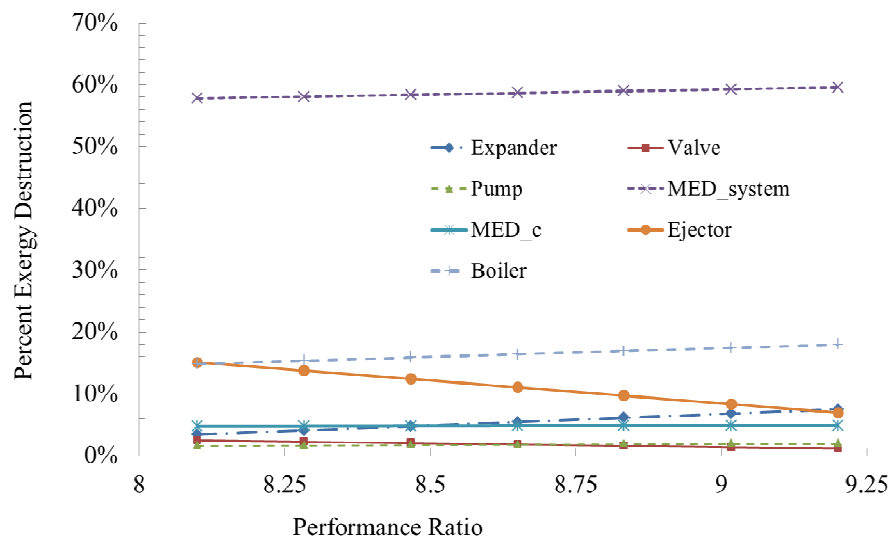 70%
60%
50%
40%
30%
20%
10%
0%
Percent Exergy Destruction
Expander
Valve
Pump
MED_system
MED_c
Ejector
Boiler
8
8.25
8.5
8.75
9
9.25
Performance Ratio